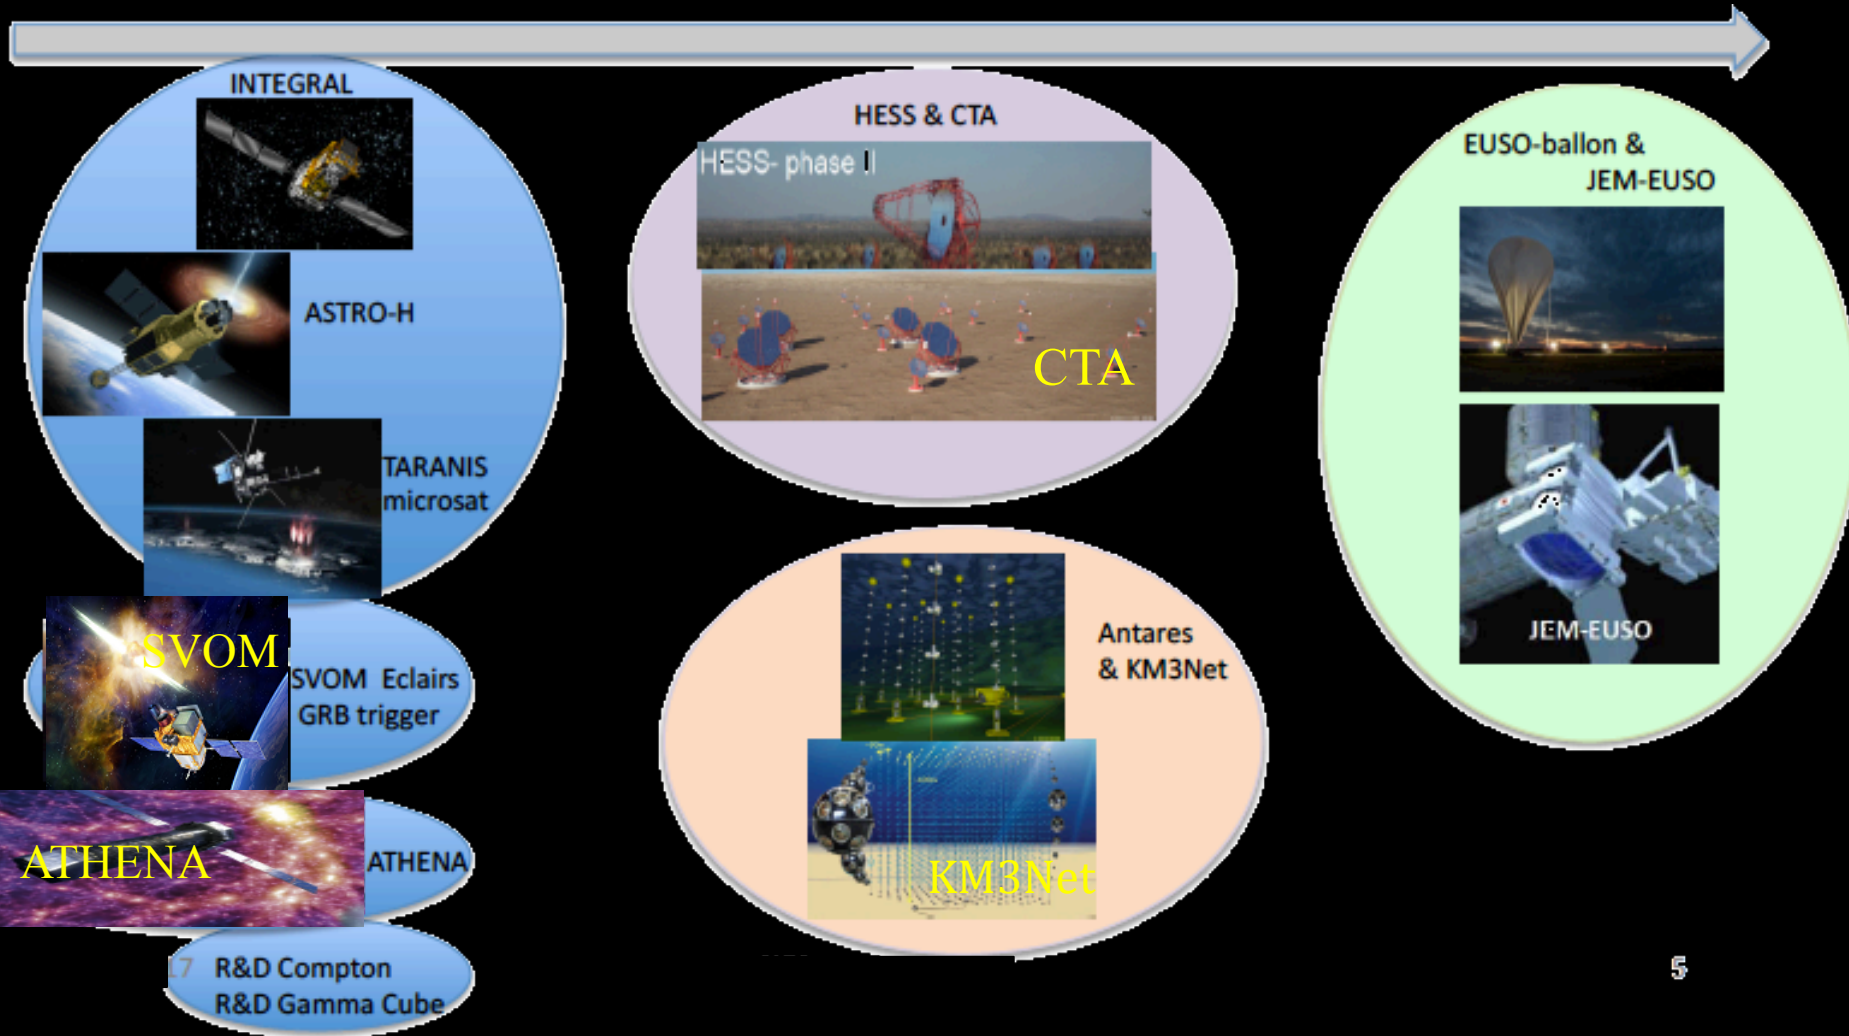 INTEGRAL
ASTRO-H
TARANIS
microsat
SVOM
SVOM Eclairs
GRB trigger
ATHENA
ATHENA
17
R&D Compton
R&D Gamma Cube
HESS & CTA
HESS- phase II
CTA
Antares
& KM3Net
KM3Net
EUSO-ballon &
JEM-EUSO
JEM-EUSO
5